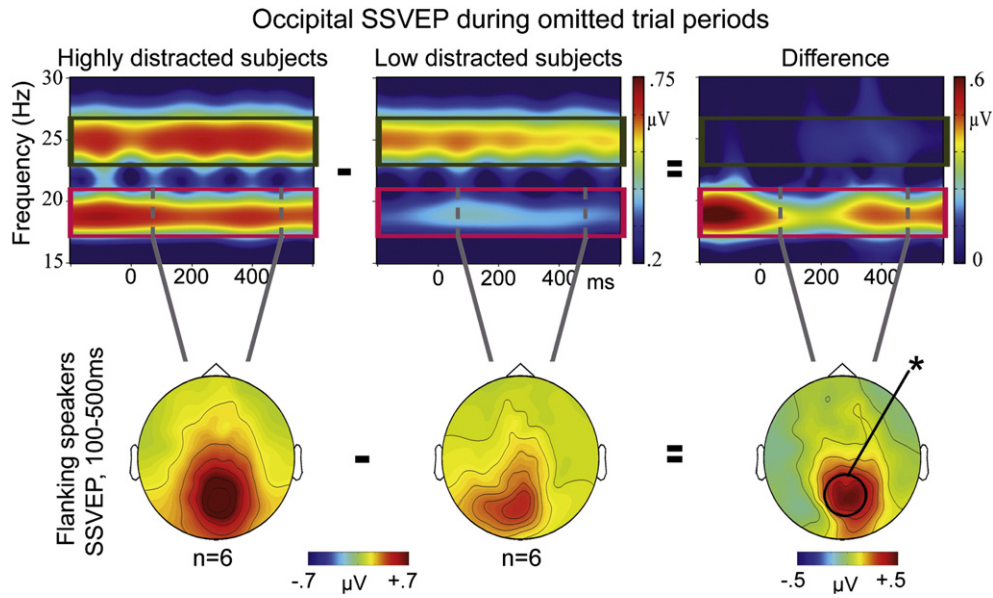 Occipital SSVEP during omitted trial periods
Highly distracted subjects
Low distracted subjects
Difference
Frequency (Hz)
30
25
20
15
0 200 400
-
0 200 400 ms
.75
µV
.2
=
0 200 400
.6
µV
0
Flanking speakers
SSVEP, 100-500ms
n=6
-
n=6
=
*
-.7 µV +.7
-.5 µV +.5